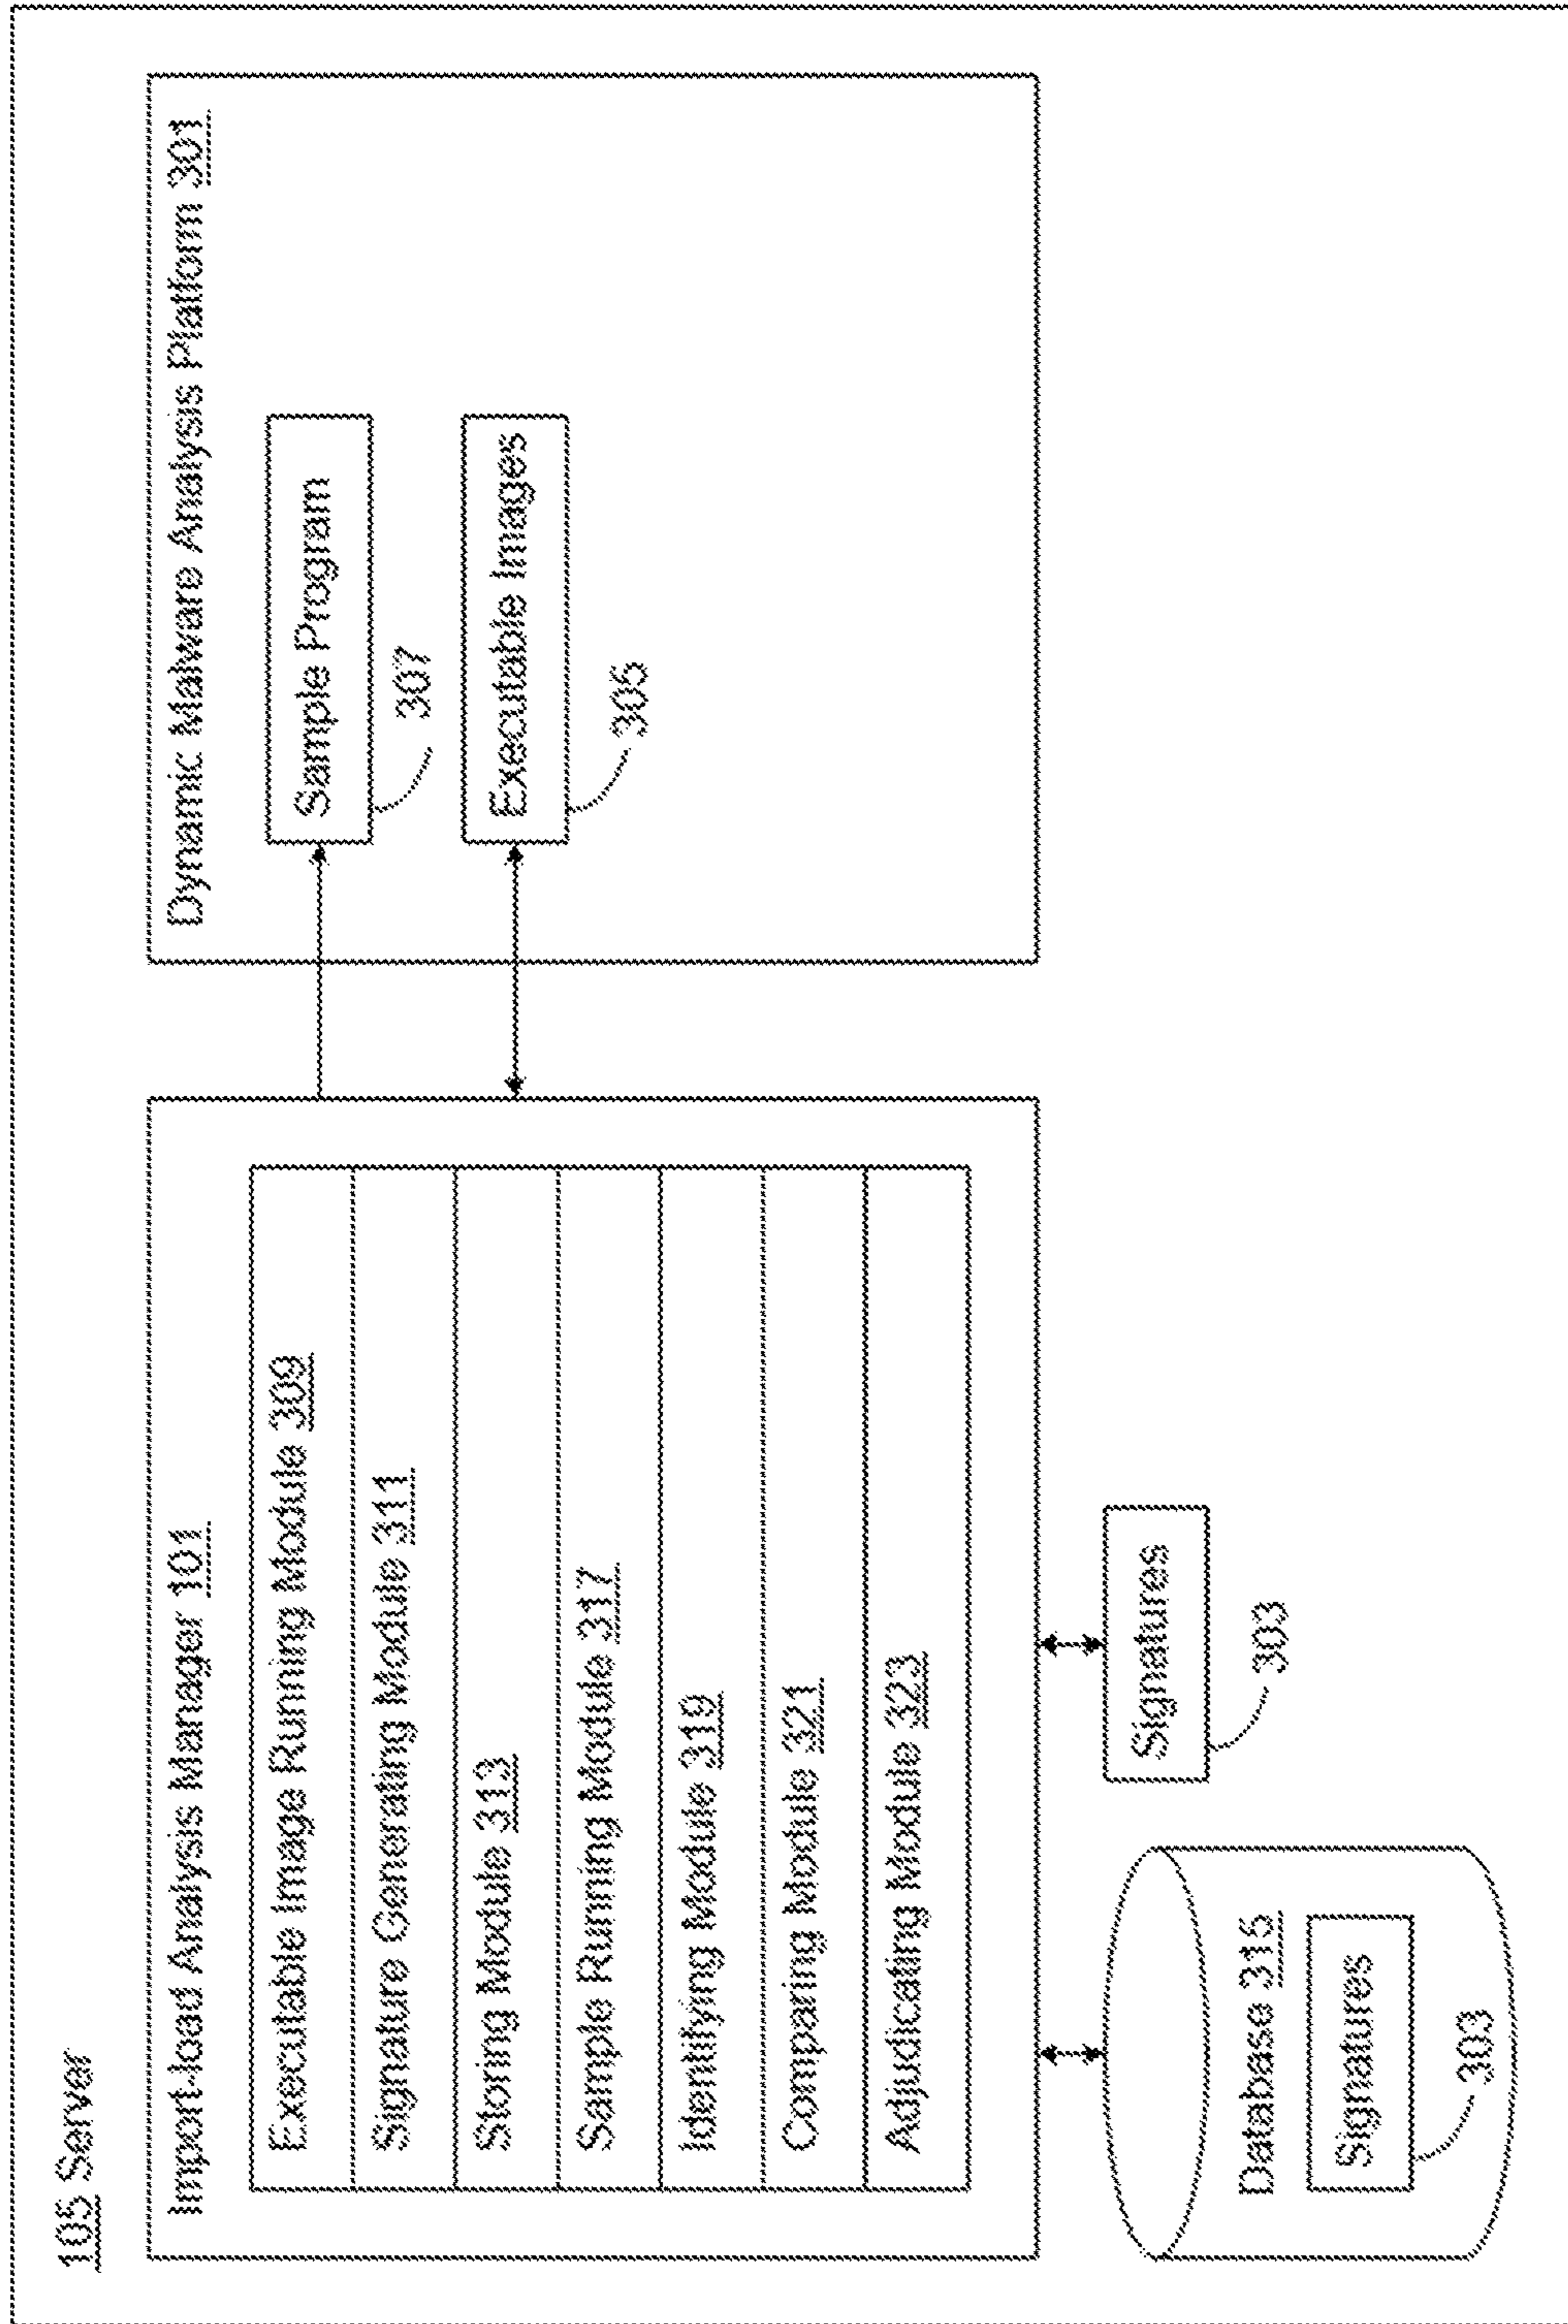 105 Server
Import-load Analysis Manager 101
Executable Image Running Module 309
Signature Generating Module 311
Storing Module 313
Sample Running Module 317
Identifying Module 319
Comparing Module 321
Adjudicating Module 323
Dynamic Malware Analysis Platform 301
Sample Program
307
Executable Images
305
Database 315
Signatures
303
Signatures
303